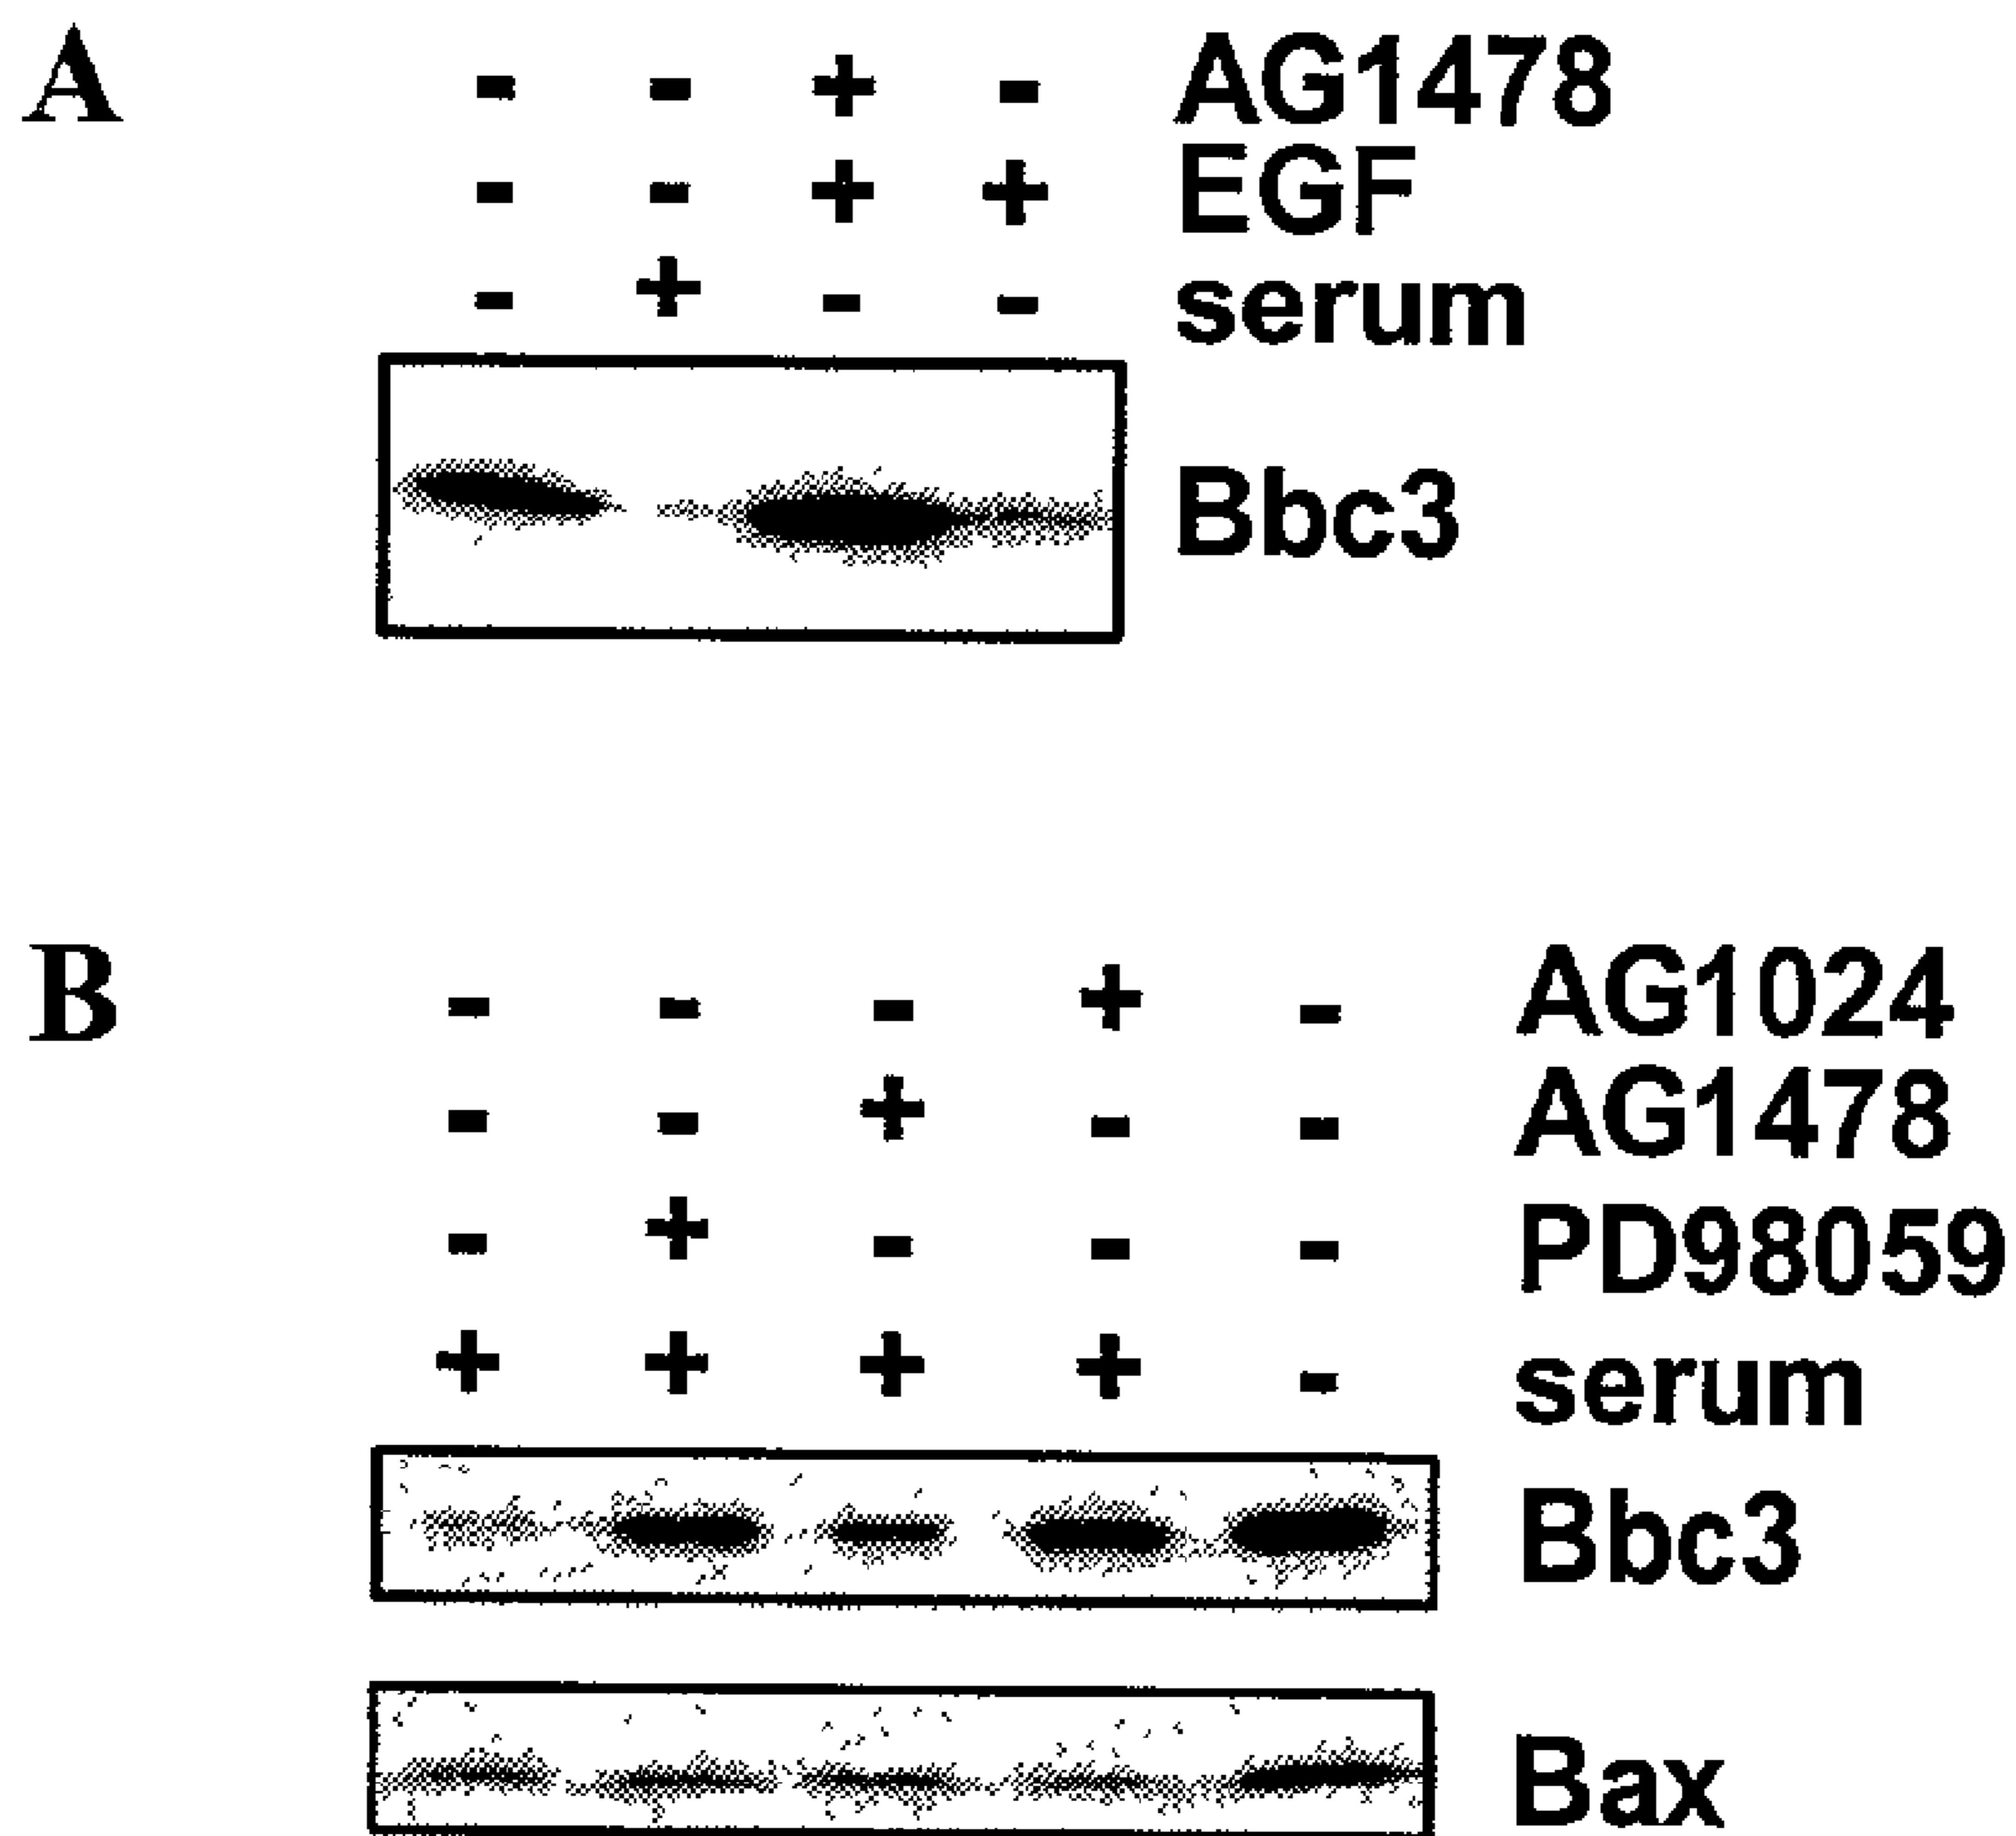 A
- - + - AG1478
- - + + EGF
- + - - serum
Bbc3
B
- - - + - AG1024
- - + - - AG1478
- + - - - PD98059
+ + + + - serum
Bbc3
Bax